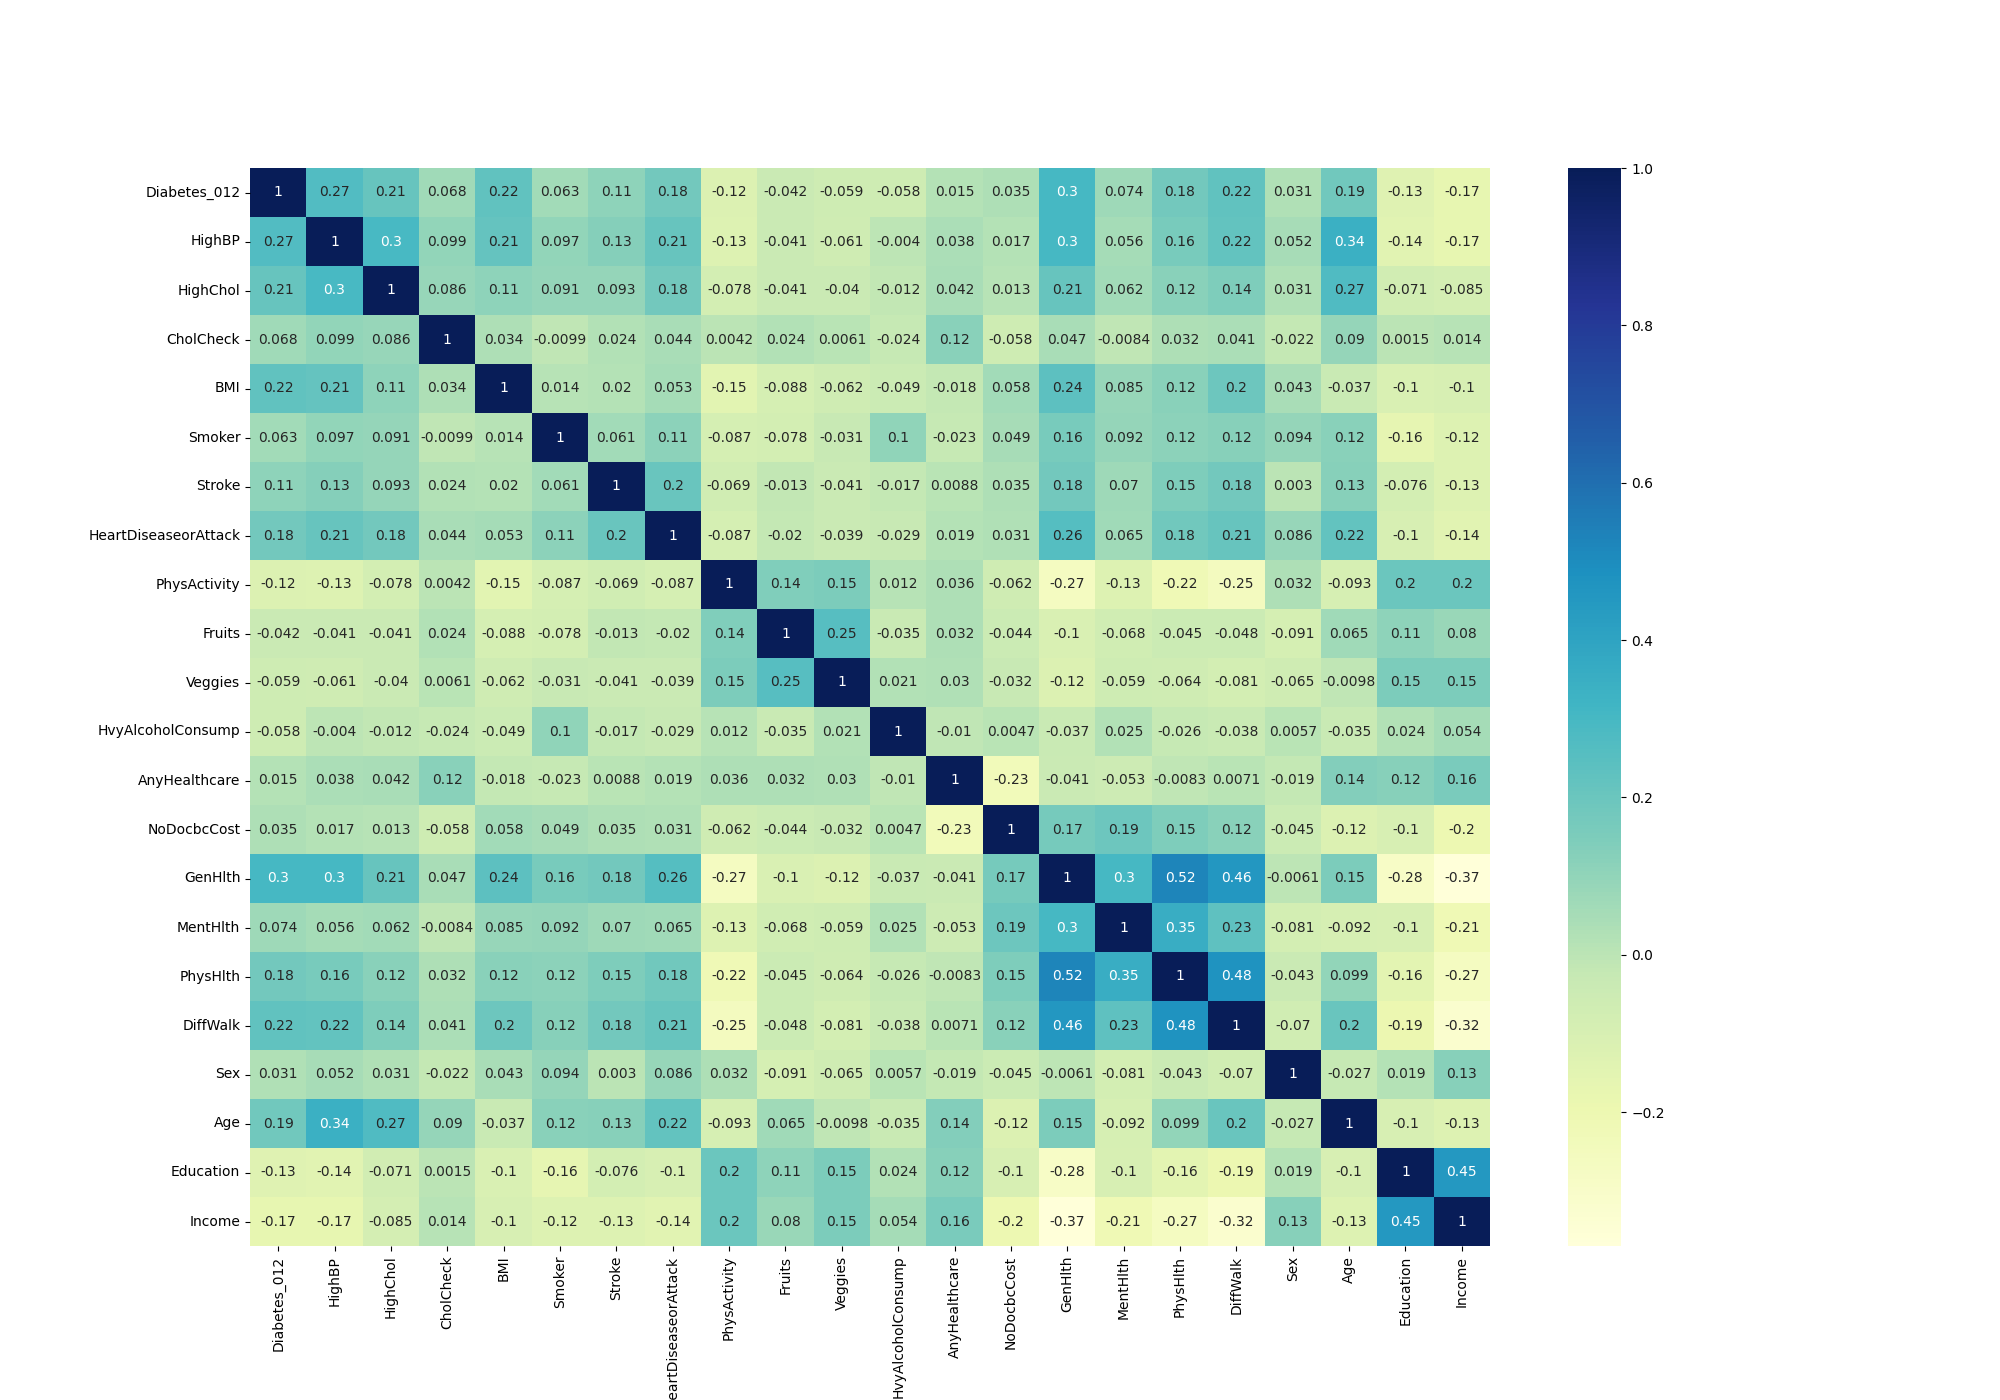 Diabetes_012 1 0.27 0.21 0.068 0.22 0.063 0.11 0.18 -0.12 -0.042 -0.059 -0.058 0.015 0.035 0.3 0.074 0.18 0.22 0.031 0.19 -0.13 -0.17
HighBP 0.27 1 0.3 0.099 0.21 0.097 0.13 0.21 -0.13 -0.041 -0.061 -0.004 0.038 0.017 0.3 0.056 0.16 0.22 0.052 0.34 -0.14 -0.17
HighChol 0.21 0.3 1 0.086 0.11 0.091 0.093 0.18 -0.078 -0.041 -0.04 -0.012 0.042 0.013 0.21 0.062 0.12 0.14 0.031 0.27 -0.071 -0.085
CholCheck 0.068 0.099 0.086 1 0.034 -0.0099 0.024 0.044 0.0042 0.024 0.0061 -0.024 0.12 -0.058 0.047 -0.0084 0.032 0.041 -0.022 0.09 0.0015 0.014
BMI 0.22 0.21 0.11 0.034 1 0.014 0.02 0.053 -0.15 -0.088 -0.062 -0.049 -0.018 0.058 0.24 0.085 0.12 0.2 0.043 -0.037 -0.1 -0.1
Smoker 0.063 0.097 0.091 -0.0099 0.014 1 0.061 0.11 -0.087 -0.078 -0.031 0.1 -0.023 0.049 0.16 0.092 0.12 0.12 0.094 0.12 -0.16 -0.12
Stroke 0.11 0.13 0.093 0.024 0.02 0.061 1 0.2 -0.069 -0.013 -0.041 -0.017 0.0088 0.035 0.18 0.07 0.15 0.18 0.003 0.13 -0.076 -0.13
HeartDiseaseorAttack 0.18 0.21 0.18 0.044 0.053 0.11 0.2 1 -0.087 -0.02 -0.039 -0.029 0.019 0.031 0.26 0.065 0.18 0.21 0.086 0.22 -0.1 -0.14
PhysActivity -0.12 -0.13 -0.078 0.0042 -0.15 -0.087 -0.069 -0.087 1 0.14 0.15 0.012 0.036 -0.062 -0.27 -0.13 -0.22 -0.25 0.032 -0.093 0.2 0.2
Fruits -0.042 -0.041 -0.041 0.024 -0.088 -0.078 -0.013 -0.02 0.14 1 0.25 -0.035 0.032 -0.044 -0.1 -0.068 -0.045 -0.048 -0.091 0.065 0.11 0.08
Veggies -0.059 -0.061 -0.04 0.0061 -0.062 -0.031 -0.041 -0.039 0.15 0.25 1 0.021 0.03 -0.032 -0.12 -0.059 -0.064 -0.081 -0.065 -0.0098 0.15 0.15
HvyAlcoholConsump -0.058 -0.004 -0.012 -0.024 -0.049 0.1 -0.017 -0.029 0.012 -0.035 0.021 1 -0.01 0.0047 -0.037 0.025 -0.026 -0.038 0.0057 -0.035 0.024 0.054
AnyHealthcare 0.015 0.038 0.042 0.12 -0.018 -0.023 0.0088 0.019 0.036 0.032 0.03 -0.01 1 -0.23 -0.041 -0.053 -0.0083 0.0071 -0.019 0.14 0.12 0.16
NoDocbcCost 0.035 0.017 0.013 -0.058 0.058 0.049 0.035 0.031 -0.062 -0.044 -0.032 0.0047 -0.23 1 0.17 0.19 0.15 0.12 -0.045 -0.12 -0.1 -0.2
GenHlth 0.3 0.3 0.21 0.047 0.24 0.16 0.18 0.26 -0.27 -0.1 -0.12 -0.037 -0.041 0.17 1 0.3 0.52 0.46 -0.0061 0.15 -0.28 -0.37
MentHlth 0.074 0.056 0.062 -0.0084 0.085 0.092 0.07 0.065 -0.13 -0.068 -0.059 0.025 -0.053 0.19 0.3 1 0.35 0.23 -0.081 -0.092 -0.1 -0.21
PhysHlth 0.18 0.16 0.12 0.032 0.12 0.12 0.15 0.18 -0.22 -0.045 -0.064 -0.026 -0.0083 0.15 0.52 0.35 1 0.48 -0.043 0.099 -0.16 -0.27
DiffWalk 0.22 0.22 0.14 0.041 0.2 0.12 0.18 0.21 -0.25 -0.048 -0.081 -0.038 0.0071 0.12 0.46 0.23 0.48 1 -0.07 0.2 -0.19 -0.32
Sex 0.031 0.052 0.031 -0.022 0.043 0.094 0.003 0.086 0.032 -0.091 -0.065 0.0057 -0.019 -0.045 -0.0061 -0.081 -0.043 -0.07 1 -0.027 0.019 0.13
Age 0.19 0.34 0.27 0.09 -0.037 0.12 0.13 0.22 -0.093 0.065 -0.0098 -0.035 0.14 -0.12 0.15 -0.092 0.099 0.2 -0.027 1 -0.1 -0.13
Education -0.13 -0.14 -0.071 0.0015 -0.1 -0.16 -0.076 -0.1 0.2 0.11 0.15 0.024 0.12 -0.1 -0.28 -0.1 -0.16 -0.19 0.019 -0.1 1 0.45
Income -0.17 -0.17 -0.085 0.014 -0.1 -0.12 -0.13 -0.14 0.2 0.08 0.15 0.054 0.16 -0.2 -0.37 -0.21 -0.27 -0.32 0.13 -0.13 0.45 1
Diabetes_012
HighBP
HighChol
CholCheck
BMI
Smoker
Stroke
eartDiseaseorAttack
PhysActivity
Fruits
Veggies
HvyAlcoholConsump
AnyHealthcare
NoDocbcCost
GenHlth
MentHlth
PhysHlth
DiffWalk
Sex
Age
Education
Income
1.0
0.8
0.6
0.4
0.2
0.0
−0.2